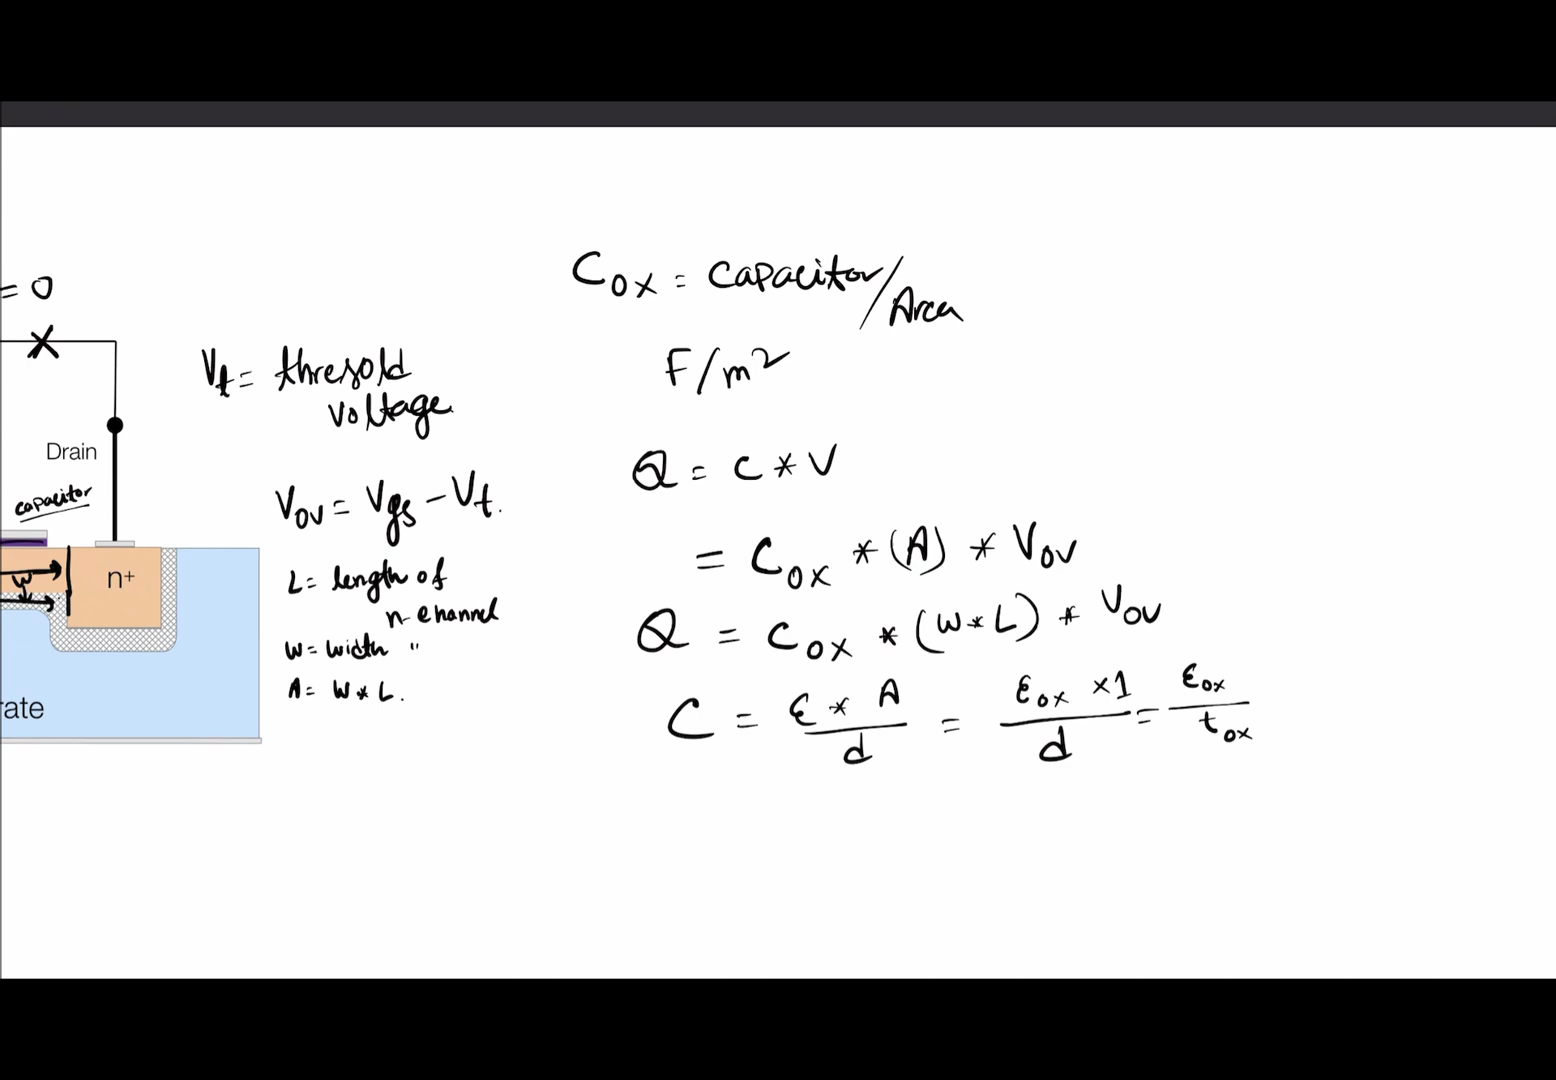 = 0
Drain
capacitor
W
n+
rate
Vt = thresold
voltage.
Vov = Vgs - Vt.
L = length of
n-channel
W = width "
A = W * L.
Cox = capacitor/Area
F/m²
Q = C * V
= Cox * (A) * Vov
Q = Cox * (W * L) * Vov
C = ε * A / d = εox × 1 / d = εox / tox